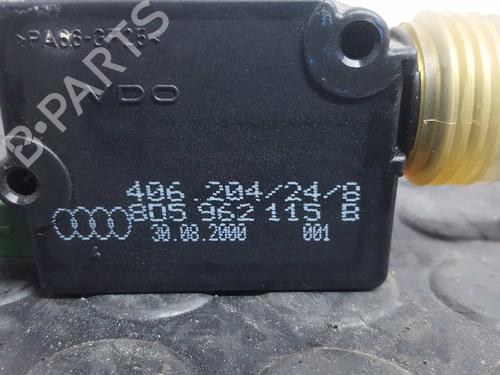 >PA66-GF25<
VDO
406 204/24/8
8D5 962 115 B
30.08.2000 001
B-PARTS